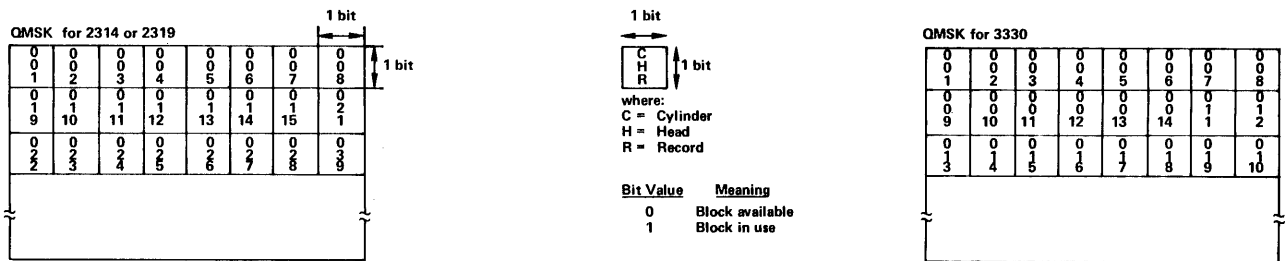 1 bit
QMSK for 2314 or 2319
0 0 0 0 0 0 0 0
0 0 0 0 0 0 0 0
1 2 3 4 5 6 7 8
1 bit
0 0 0 0 0 0 0 0
1 1 1 1 1 1 1 2
9 10 11 12 13 14 15 1
0 0 0 0 0 0 0 0
2 2 2 2 2 2 2 3
2 3 4 5 6 7 8 9
1 bit
C
H
R
1 bit
where:
C = Cylinder
H = Head
R = Record
Bit Value Meaning
0 Block available
1 Block in use
QMSK for 3330
0 0 0 0 0 0 0 0
0 0 0 0 0 0 0 0
1 2 3 4 5 6 7 8
0 0 0 0 0 0 0 0
0 0 0 0 0 0 1 1
9 10 11 12 13 14 1 2
0 0 0 0 0 0 0 0
1 1 1 1 1 1 1 1
3 4 5 6 7 8 9 10